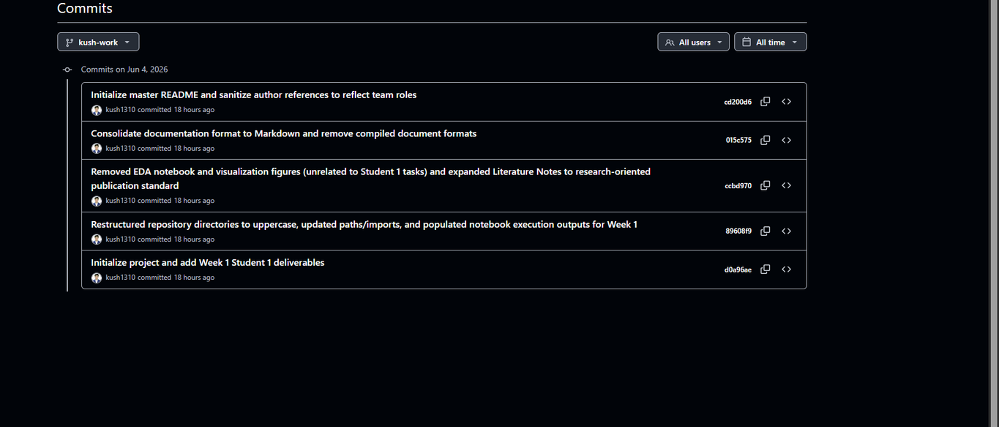 Commits
kush-work
All users
All time
Commits on Jun 4, 2026
Initialize master README and sanitize author references to reflect team roles
kush1310 committed 18 hours ago
cd200d6
Consolidate documentation format to Markdown and remove compiled document formats
kush1310 committed 18 hours ago
015c575
Removed EDA notebook and visualization figures (unrelated to Student 1 tasks) and expanded Literature Notes to research-oriented
publication standard
kush1310 committed 18 hours ago
ccbd970
Restructured repository directories to uppercase, updated paths/imports, and populated notebook execution outputs for Week 1
kush1310 committed 18 hours ago
89608f9
Initialize project and add Week 1 Student 1 deliverables
kush1310 committed 18 hours ago
d0a96ae